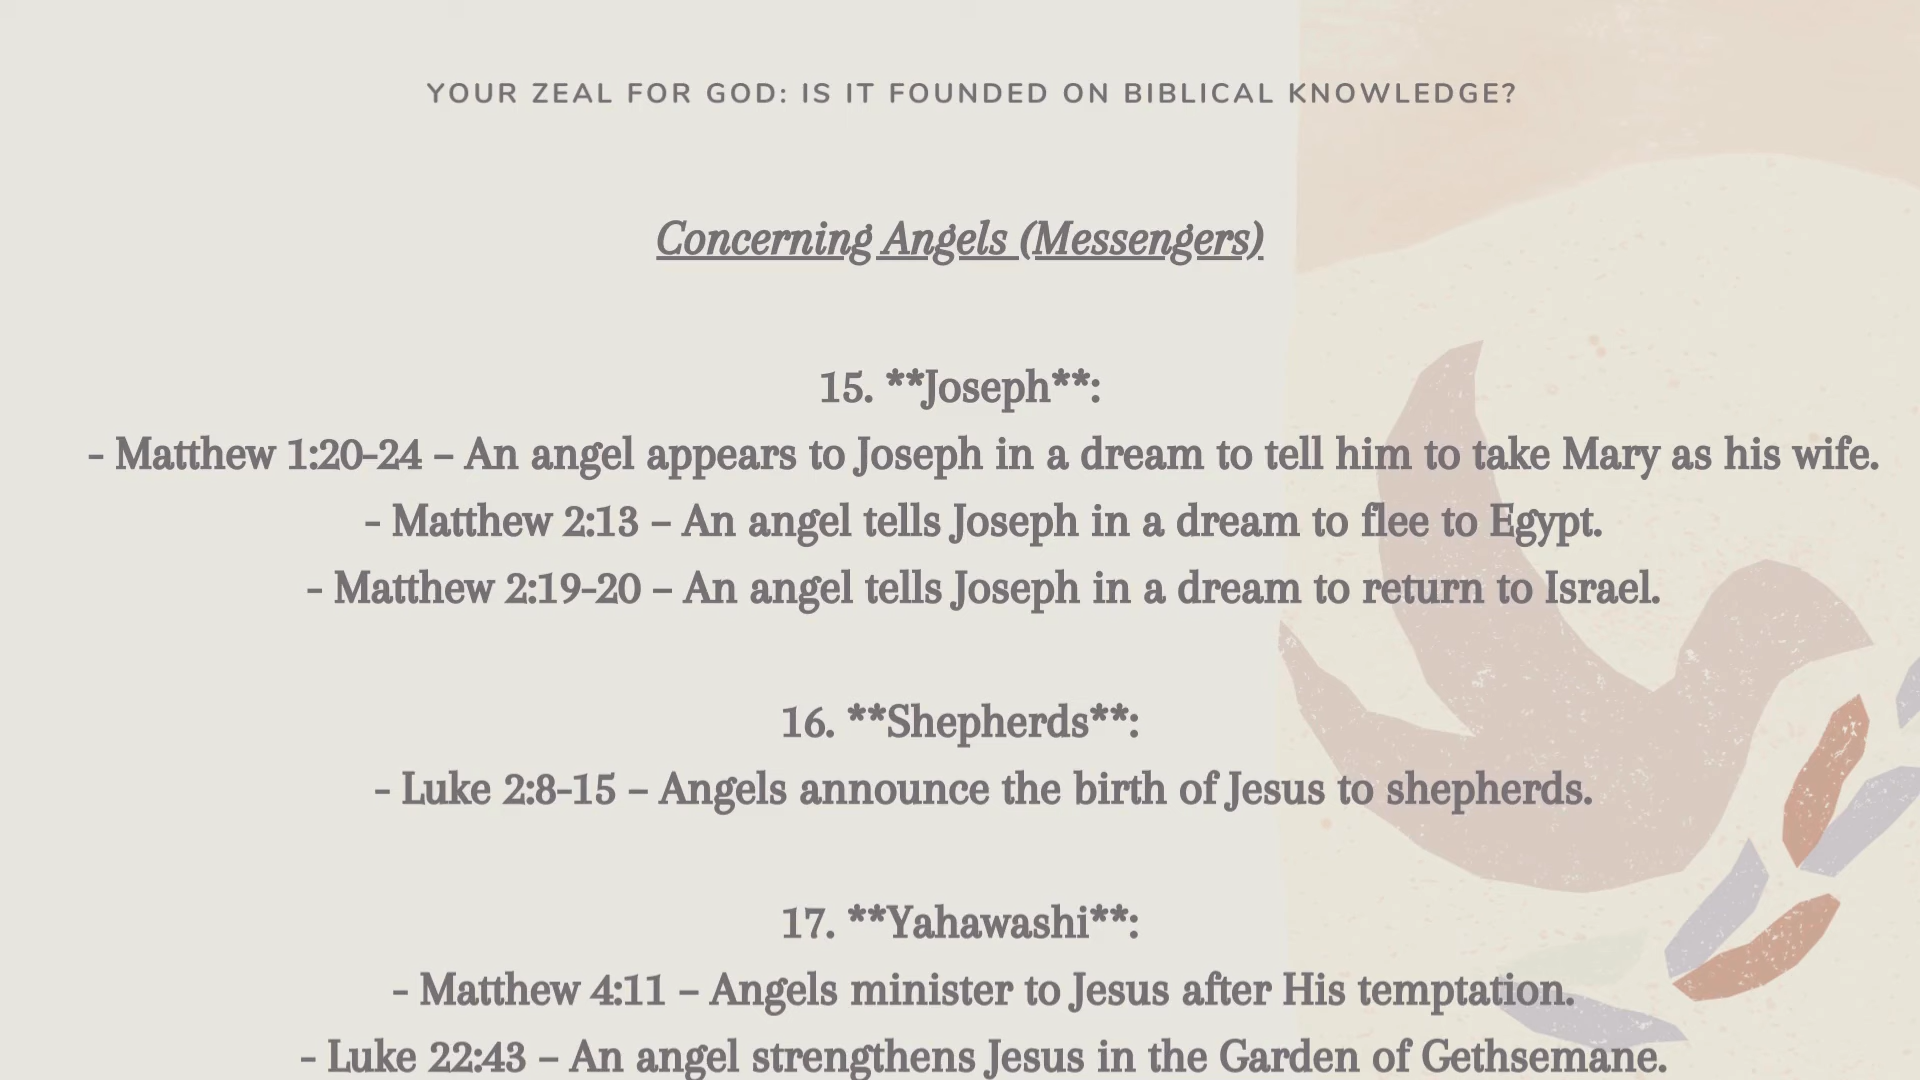 YOUR ZEAL FOR GOD: IS IT FOUNDED ON BIBLICAL KNOWLEDGE?
Concerning Angels (Messengers)
15. **Joseph**:
- Matthew 1:20-24 – An angel appears to Joseph in a dream to tell him to take Mary as his wife.
- Matthew 2:13 – An angel tells Joseph in a dream to flee to Egypt.
- Matthew 2:19-20 – An angel tells Joseph in a dream to return to Israel.
16. **Shepherds**:
- Luke 2:8-15 – Angels announce the birth of Jesus to shepherds.
17. **Yahawashi**:
- Matthew 4:11 – Angels minister to Jesus after His temptation.
- Luke 22:43 – An angel strengthens Jesus in the Garden of Gethsemane.